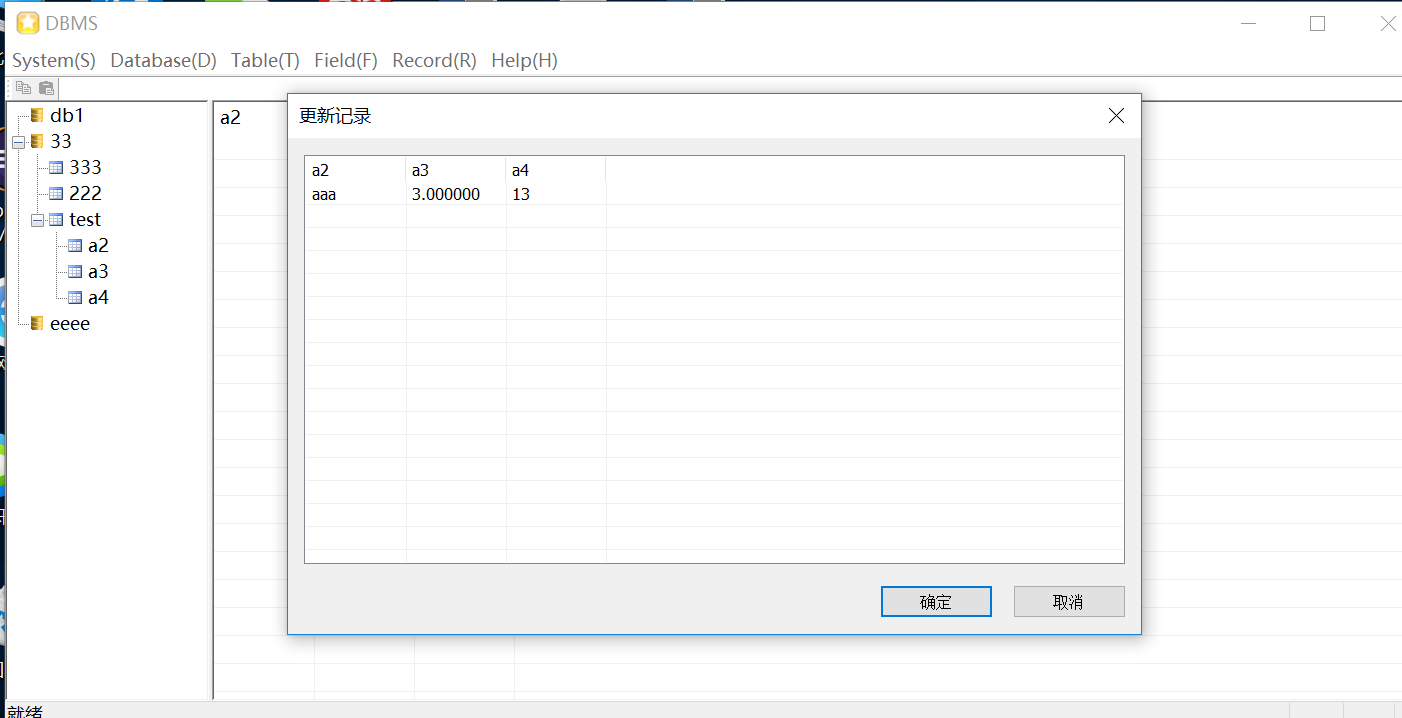 DBMS
System(S) Database(D) Table(T) Field(F) Record(R) Help(H)
db1
33
333
222
test
a2
a3
a4
eeee
a2
更新记录
a2 a3 a4
aaa 3.000000 13
确定 取消
就绪